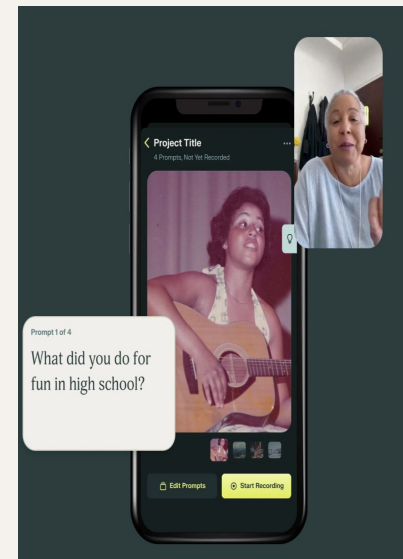 Project Title
4 Prompts, Not Yet Recorded
Prompt 1 of 4
What did you do for
fun in high school?
Edit Prompts
Start Recording